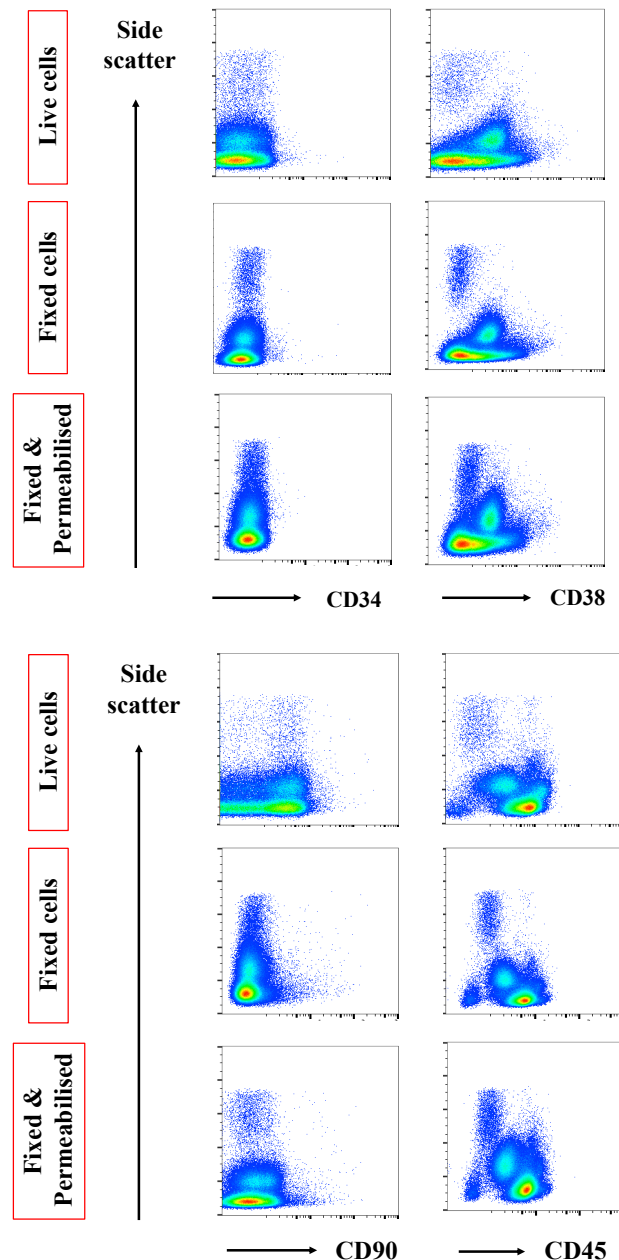 Side
scatter
Live cells
Fixed cells
Fixed &
Permeabilised
CD34
CD38
Side
scatter
Live cells
Fixed cells
Fixed &
Permeabilised
CD90
CD45